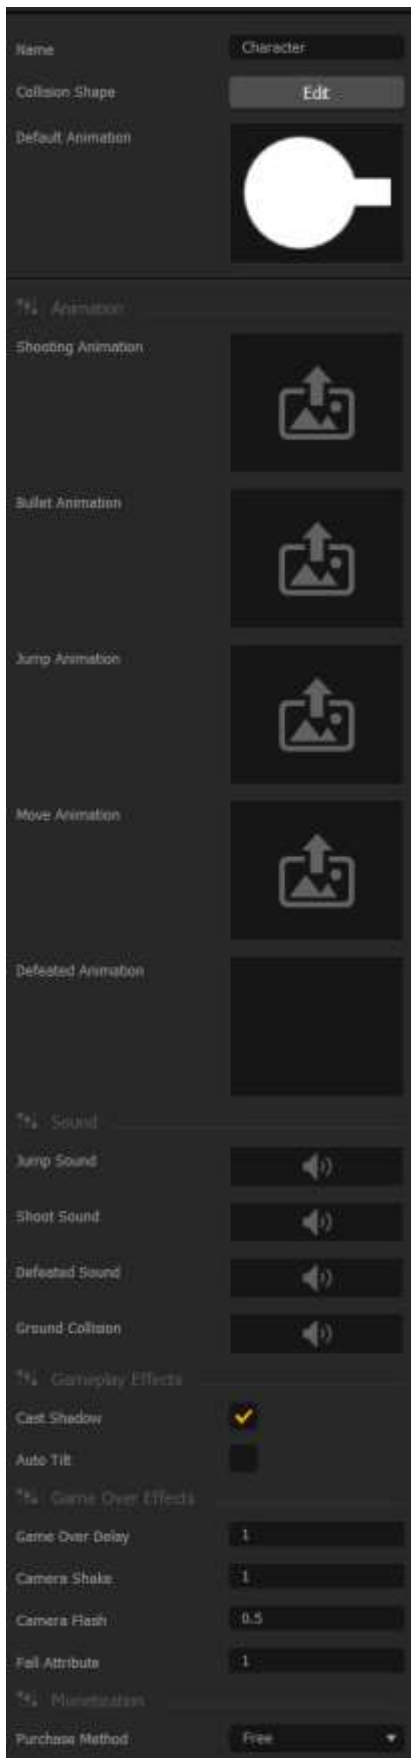 Name
Character
Collision Shape
Edit
Default Animation
Animation
Shooting Animation
Bullet Animation
Jump Animation
Move Animation
Defeated Animation
Sound
Jump Sound
Shoot Sound
Defeated Sound
Ground Collision
Gameplay Effects
Cast Shadow
Auto Tilt
Game Over Effects
Game Over Delay
1
Camera Shake
1
Camera Flash
0.5
Fall Attribute
1
Monetization
Purchase Method
Free